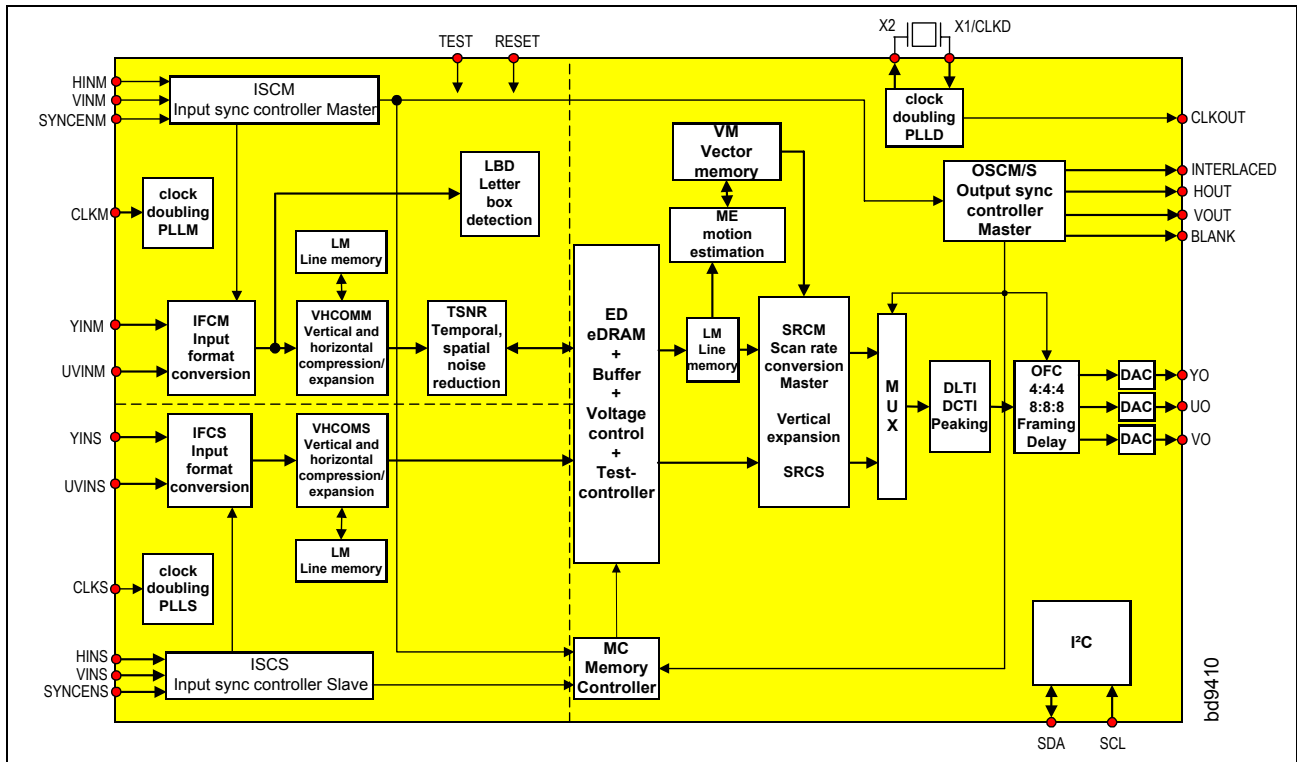 X2
X1/CLKD
TEST
RESET
HINM
VINM
SYNCENM
ISCM
Input sync controller Master
clock
doubling
PLLD
CLKOUT
VM
Vector
memory
LBD
Letter
box
detection
OSCM/S
Output sync
controller
Master
INTERLACED
HOUT
VOUT
BLANK
CLKM
clock
doubling
PLLM
ME
motion
estimation
LM
Line memory
YINM
UVINM
IFCM
Input
format
conversion
VHCOMM
Vertical and
horizontal
compression/
expansion
TSNR
Temporal,
spatial
noise
reduction
ED
eDRAM
+
Buffer
+
Voltage
control
+
Test-
controller
LM
Line
memory
SRCM
Scan rate
conversion
Master
Vertical
expansion
SRCS
M
U
X
DLTI
DCTI
Peaking
OFC
4:4:4
8:8:8
Framing
Delay
DAC
DAC
DAC
YO
UO
VO
YINS
UVINS
IFCS
Input
format
conversion
VHCOMS
Vertical and
horizontal
compression/
expansion
LM
Line memory
CLKS
clock
doubling
PLLS
HINS
VINS
SYNCENS
ISCS
Input sync controller Slave
MC
Memory
Controller
I²C
SDA
SCL
bd9410